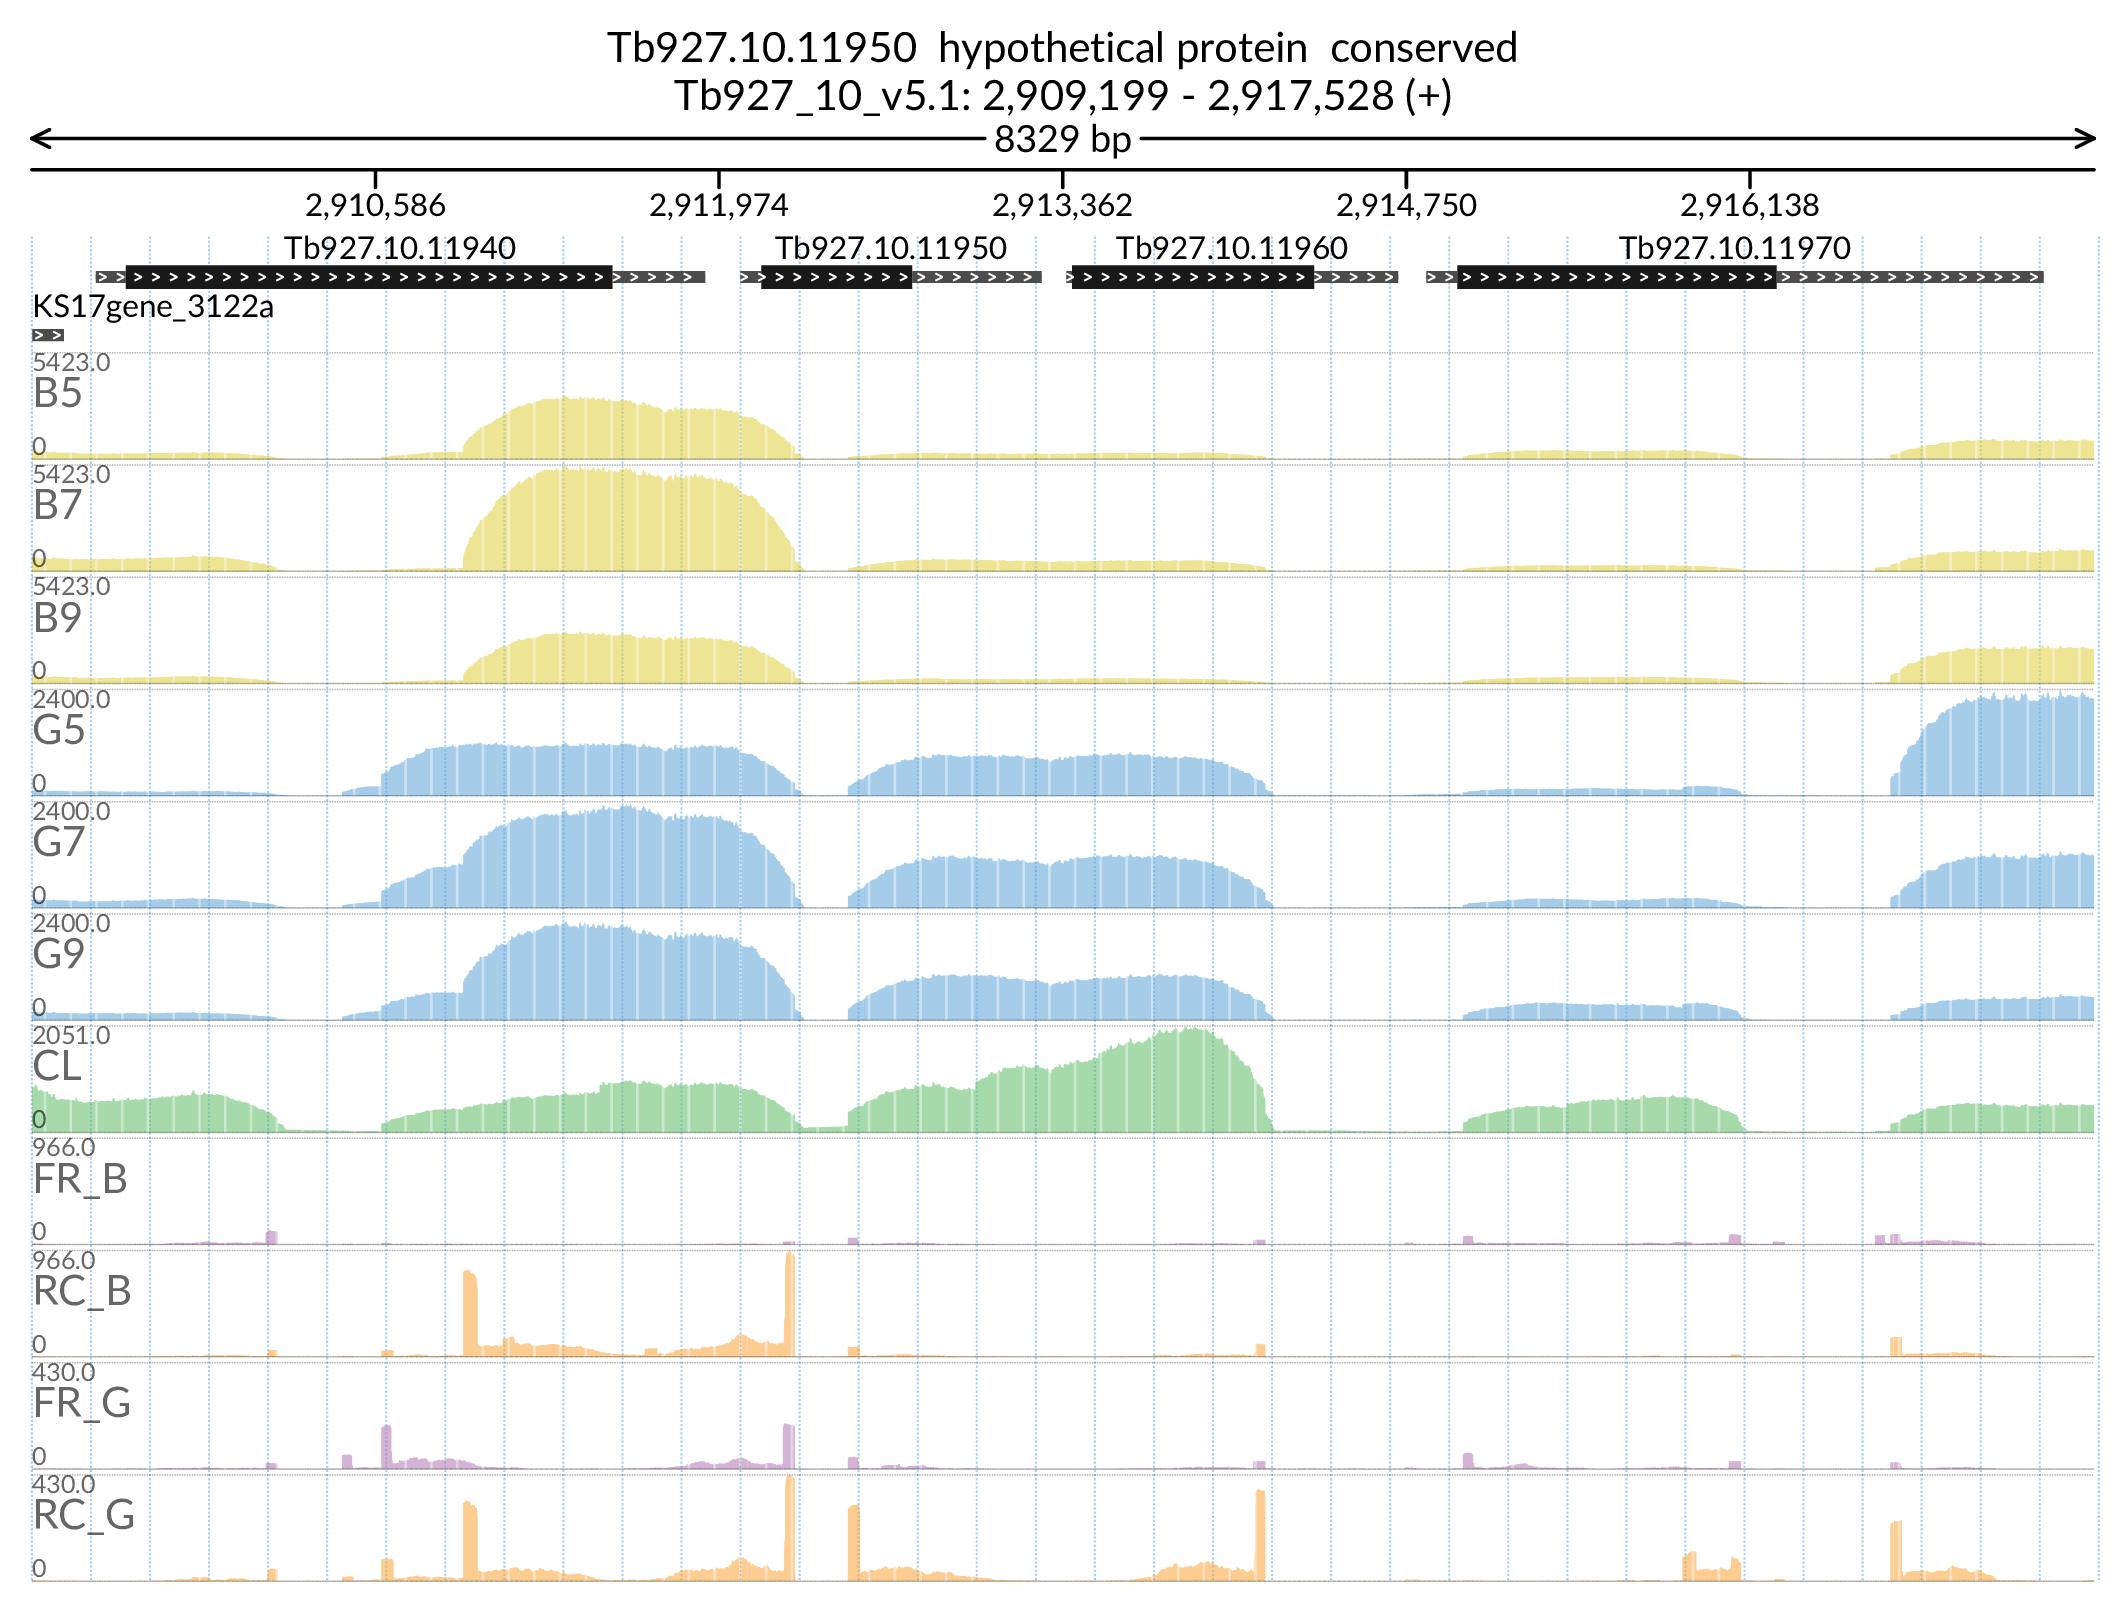 Tb927.10.11950  hypothetical protein  conserved
Tb927_10_v5.1: 2,909,199 - 2,917,528 (+)
8329 bp
2,910,586 2,911,974 2,913,362 2,914,750 2,916,138
Tb927.10.11940 Tb927.10.11950 Tb927.10.11960 Tb927.10.11970
KS17gene_3122a
5423.0
B5
0
5423.0
B7
0
5423.0
B9
0
2400.0
G5
0
2400.0
G7
0
2400.0
G9
0
2051.0
CL
0
966.0
FR_B
0
966.0
RC_B
0
430.0
FR_G
0
430.0
RC_G
0